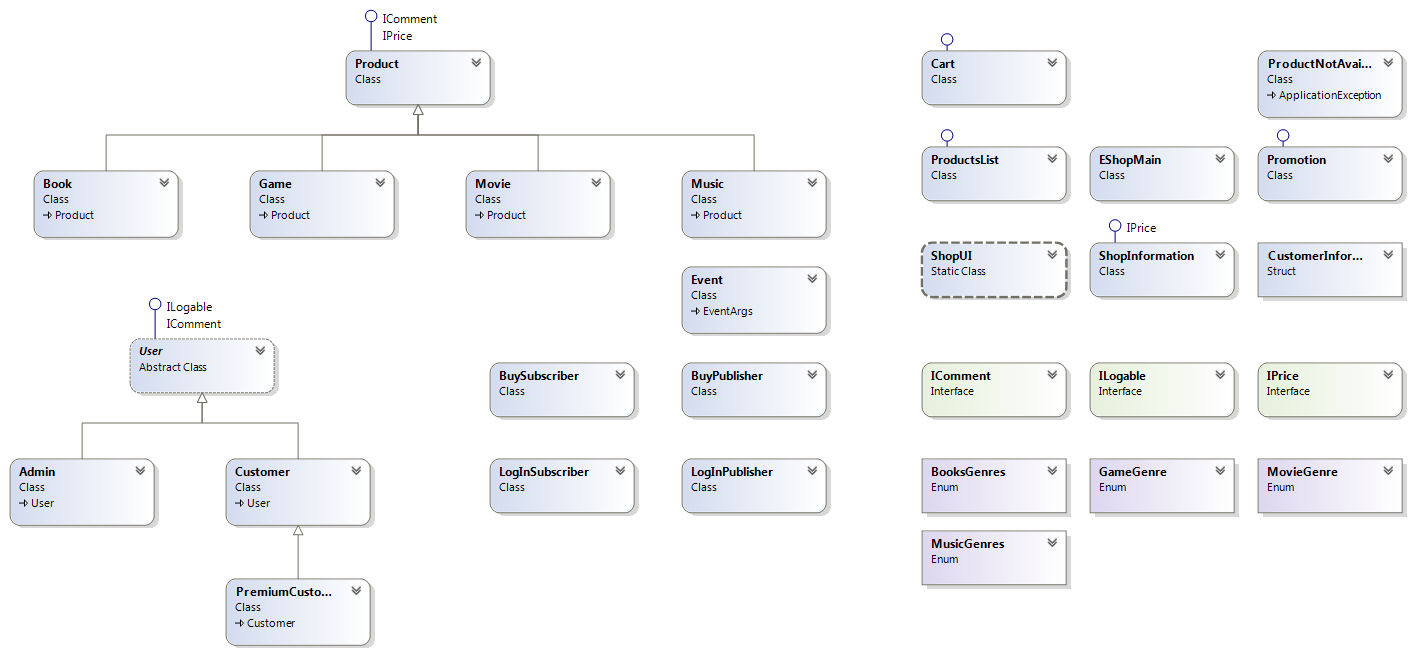 IComment
IPrice
Product
Class
Book
Class
Product
Game
Class
Product
Movie
Class
Product
Music
Class
Product
Event
Class
EventArgs
ILogable
IComment
User
Abstract Class
Admin
Class
User
Customer
Class
User
PremiumCusto...
Class
Customer
BuySubscriber
Class
BuyPublisher
Class
LogInSubscriber
Class
LogInPublisher
Class
Cart
Class
ProductNotAvai...
Class
ApplicationException
ProductsList
Class
EShopMain
Class
Promotion
Class
ShopUI
Static Class
IPrice
ShopInformation
Class
CustomerInfor...
Struct
IComment
Interface
ILogable
Interface
IPrice
Interface
BooksGenres
Enum
GameGenre
Enum
MovieGenre
Enum
MusicGenres
Enum